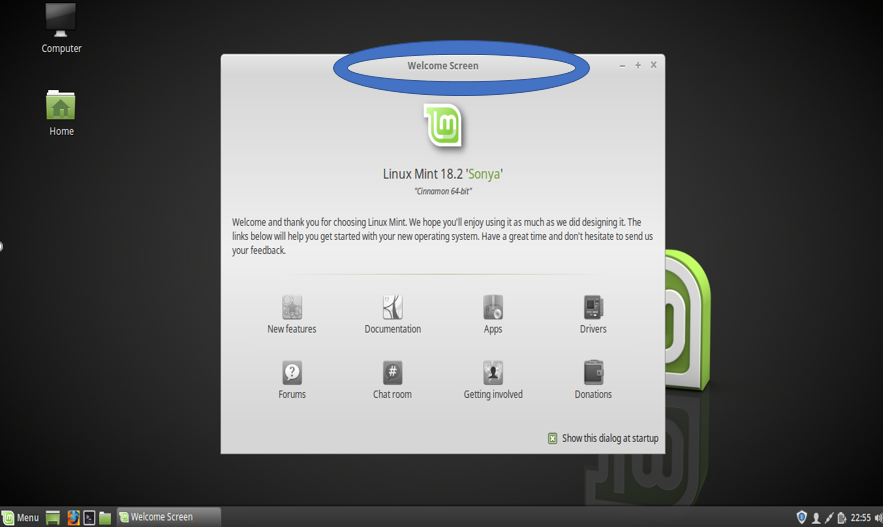 Computer
Home
Welcome Screen
Linux Mint 18.2 'Sonya'
"Cinnamon 64-bit"
Welcome and thank you for choosing Linux Mint. We hope you'll enjoy using it as much as we did designing it. The
links below will help you get started with your new operating system. Have a great time and don't hesitate to send us
your feedback.
New features
Documentation
Apps
Drivers
Forums
Chat room
Getting involved
Donations
Show this dialog at startup
Menu
Welcome Screen
22:55